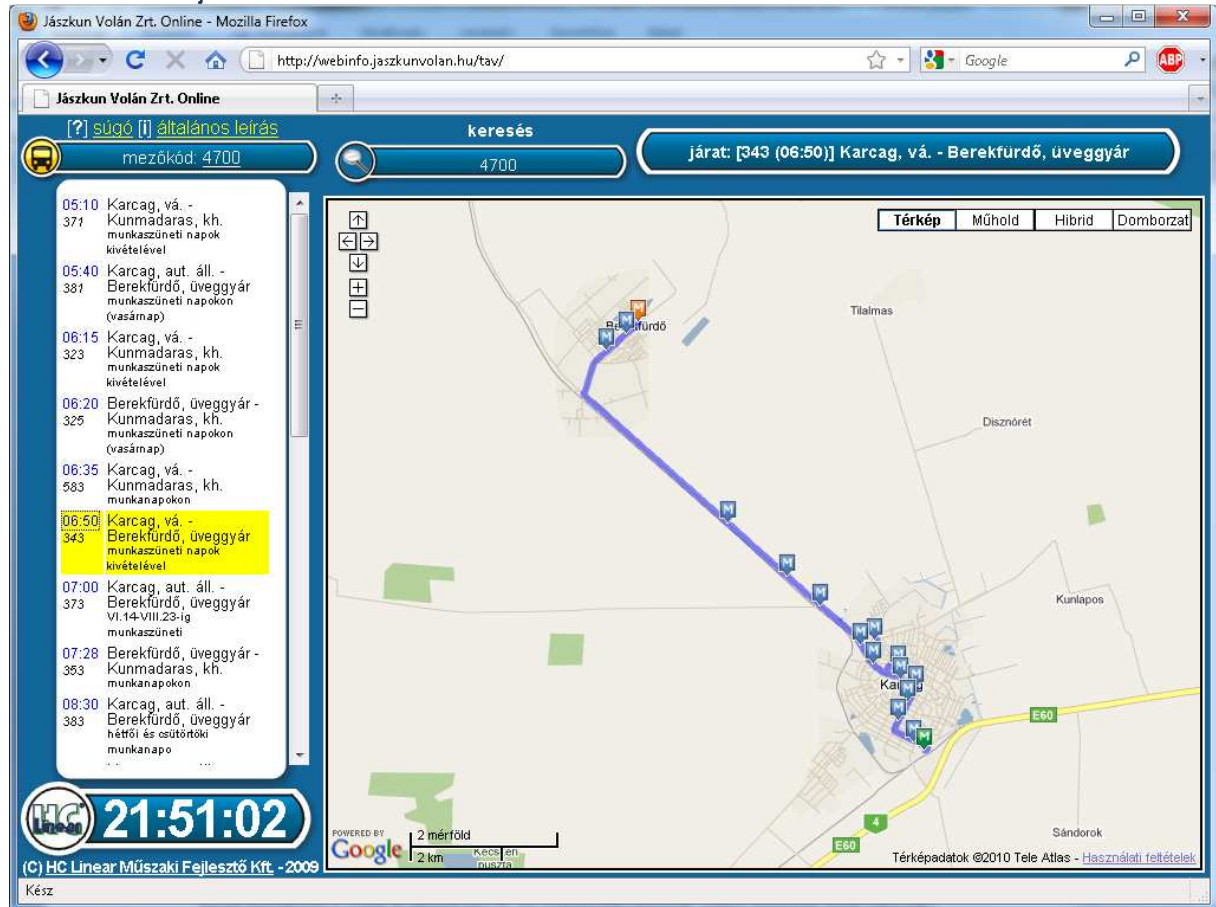 Jászkun Volán Zrt. Online - Mozilla Firefox
http://webinfo.jaszkunvolan.hu/tav/
Google
ABP
Jászkun Volán Zrt. Online
[?] súgó [i] általános leírás
mezőkód: 4700
keresés
4700
járat: [343 (06:50)] Karcag, vá. - Berekfürdő, üveggyár
05:10 Karcag, vá. -
371 Kunmadaras, kh.
munkaszüneti napok
kivételével
05:40 Karcag, aut. áll. -
381 Berekfürdő, üveggyár
munkaszüneti napokon
(vasárnap)
06:15 Karcag, vá. -
323 Kunmadaras, kh.
munkaszüneti napok
kivételével
06:20 Berekfürdő, üveggyár -
325 Kunmadaras, kh.
munkaszüneti napokon
(vasárnap)
06:35 Karcag, vá. -
583 Kunmadaras, kh.
munkanapokon
06:50 Karcag, vá. -
343 Berekfürdő, üveggyár
munkaszüneti napok
kivételével
07:00 Karcag, aut. áll. -
373 Berekfürdő, üveggyár
VI.14-VIII.23-ig
munkaszüneti
07:28 Berekfürdő, üveggyár -
353 Kunmadaras, kh.
munkanapokon
08:30 Karcag, aut. áll. -
383 Berekfürdő, üveggyár
hétfői és csütörtöki
munkanapo
Térkép Műhold Hibrid Domborzat
Tilalmas
Disznórét
Kunlapos
E60
4
E60
Sándorok
POWERED BY
Google
2 mérföld
2 km
puszta
Térképadatok ©2010 Tele Atlas - Használati feltételek
HC Linear
21:51:02
(C) HC Linear Műszaki Fejlesztő Kft. - 2009
Kész